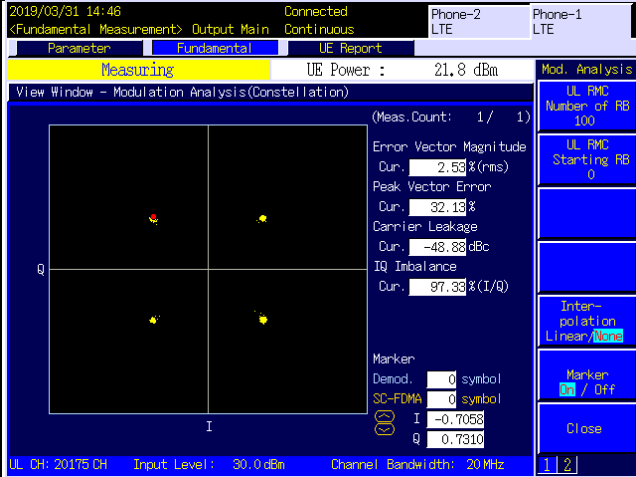 2019/03/31 14:46 Connected Phone-2 Phone-1
<Fundamental Measurement> Output Main Continuous LTE LTE
Parameter Fundamental UE Report
Measuring UE Power : 21.8 dBm Mod. Analysis
View Window - Modulation Analysis(Constellation)
UL RMC
Number of RB
100
(Meas.Count: 1/ 1)
Error Vector Magnitude
Cur. 2.53 %(rms)
UL RMC
Starting RB
0
Peak Vector Error
Cur. 32.13 %
Carrier Leakage
Cur. -48.88 dBc
IQ Imbalance
Cur. 97.33 %(I/Q)
Q
I
Inter-
polation
Linear/None
Marker
Demod. 0 symbol
SC-FDMA 0 symbol
I -0.7058
Q 0.7310
Marker
On / Off
Close
UL CH: 20175 CH Input Level: 30.0 dBm Channel Bandwidth: 20 MHz 1 2